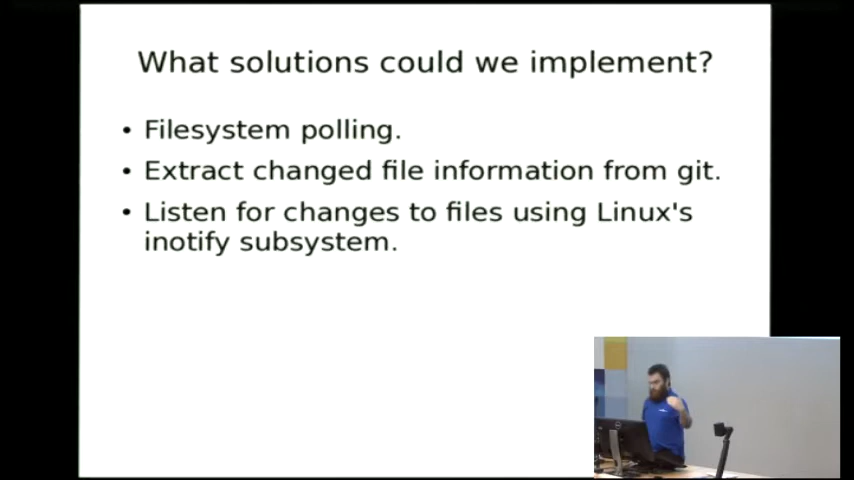 What solutions could we implement?
• Filesystem polling.
• Extract changed file information from git.
• Listen for changes to files using Linux's
inotify subsystem.